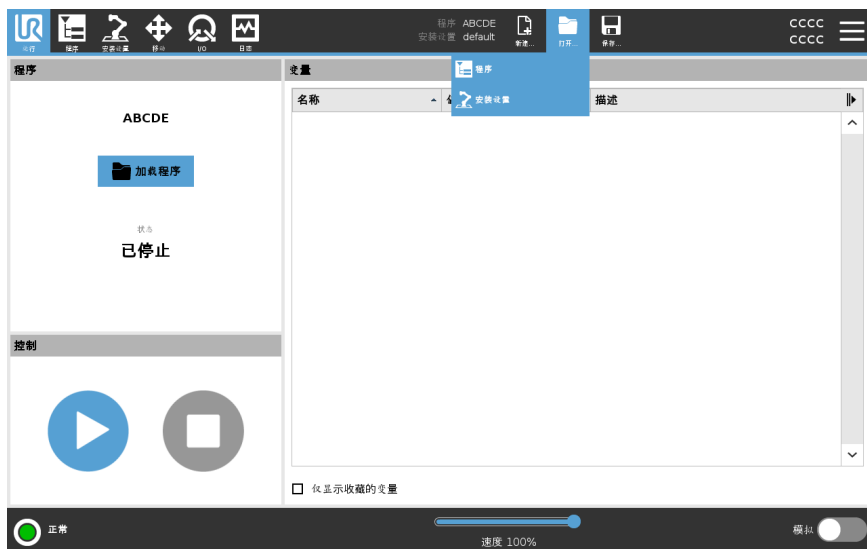 程序 ABCDE
安装设置 default
CCCC
CCCC
运行 程序 安装设置 移动 I/O 日志 新建... 打开... 保存...
程序
变量
程序
安装设置
名称
描述
ABCDE
加载程序
状态
已停止
控制
仅显示收藏的变量
正常
速度 100%
模拟